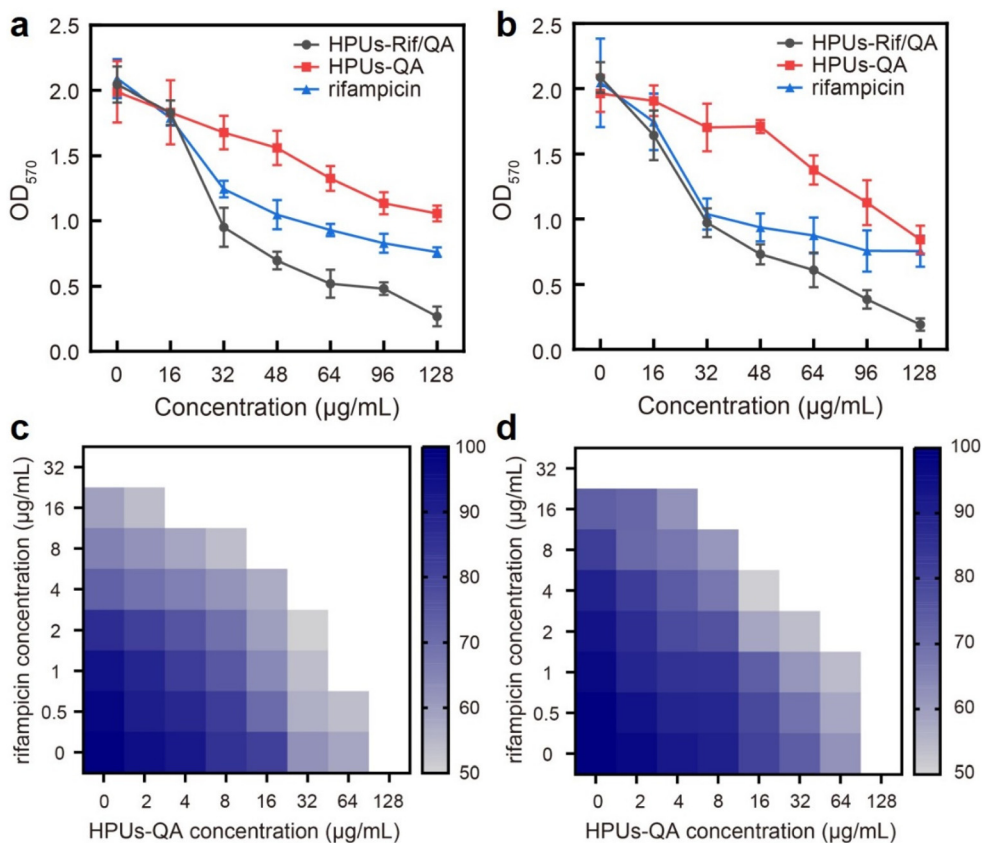 a
2.5
2.0
1.5
1.0
0.5
0.0
OD570
HPUs-Rif/QA
HPUs-QA
rifampicin
0 16 32 48 64 96 128
Concentration (µg/mL)
b
2.5
2.0
1.5
1.0
0.5
0.0
OD570
HPUs-Rif/QA
HPUs-QA
rifampicin
0 16 32 48 64 96 128
Concentration (µg/mL)
c
rifampicin concentration (µg/mL)
32
16
8
4
2
1
0.5
0
0 2 4 8 16 32 64 128
HPUs-QA concentration (µg/mL)
100
90
80
70
60
50
d
rifampicin concentration (µg/mL)
32
16
8
4
2
1
0.5
0
0 2 4 8 16 32 64 128
HPUs-QA concentration (µg/mL)
100
90
80
70
60
50